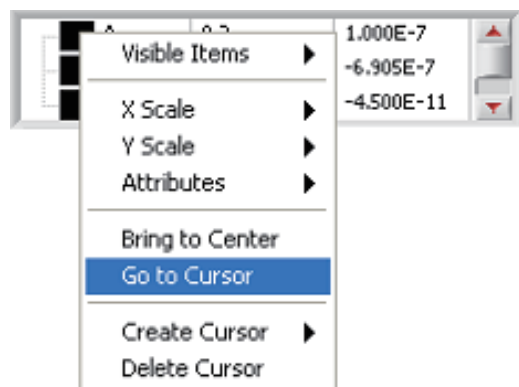 1.000E-7
-6.905E-7
-4.500E-11
Visible Items
X Scale
Y Scale
Attributes
Bring to Center
Go to Cursor
Create Cursor
Delete Cursor